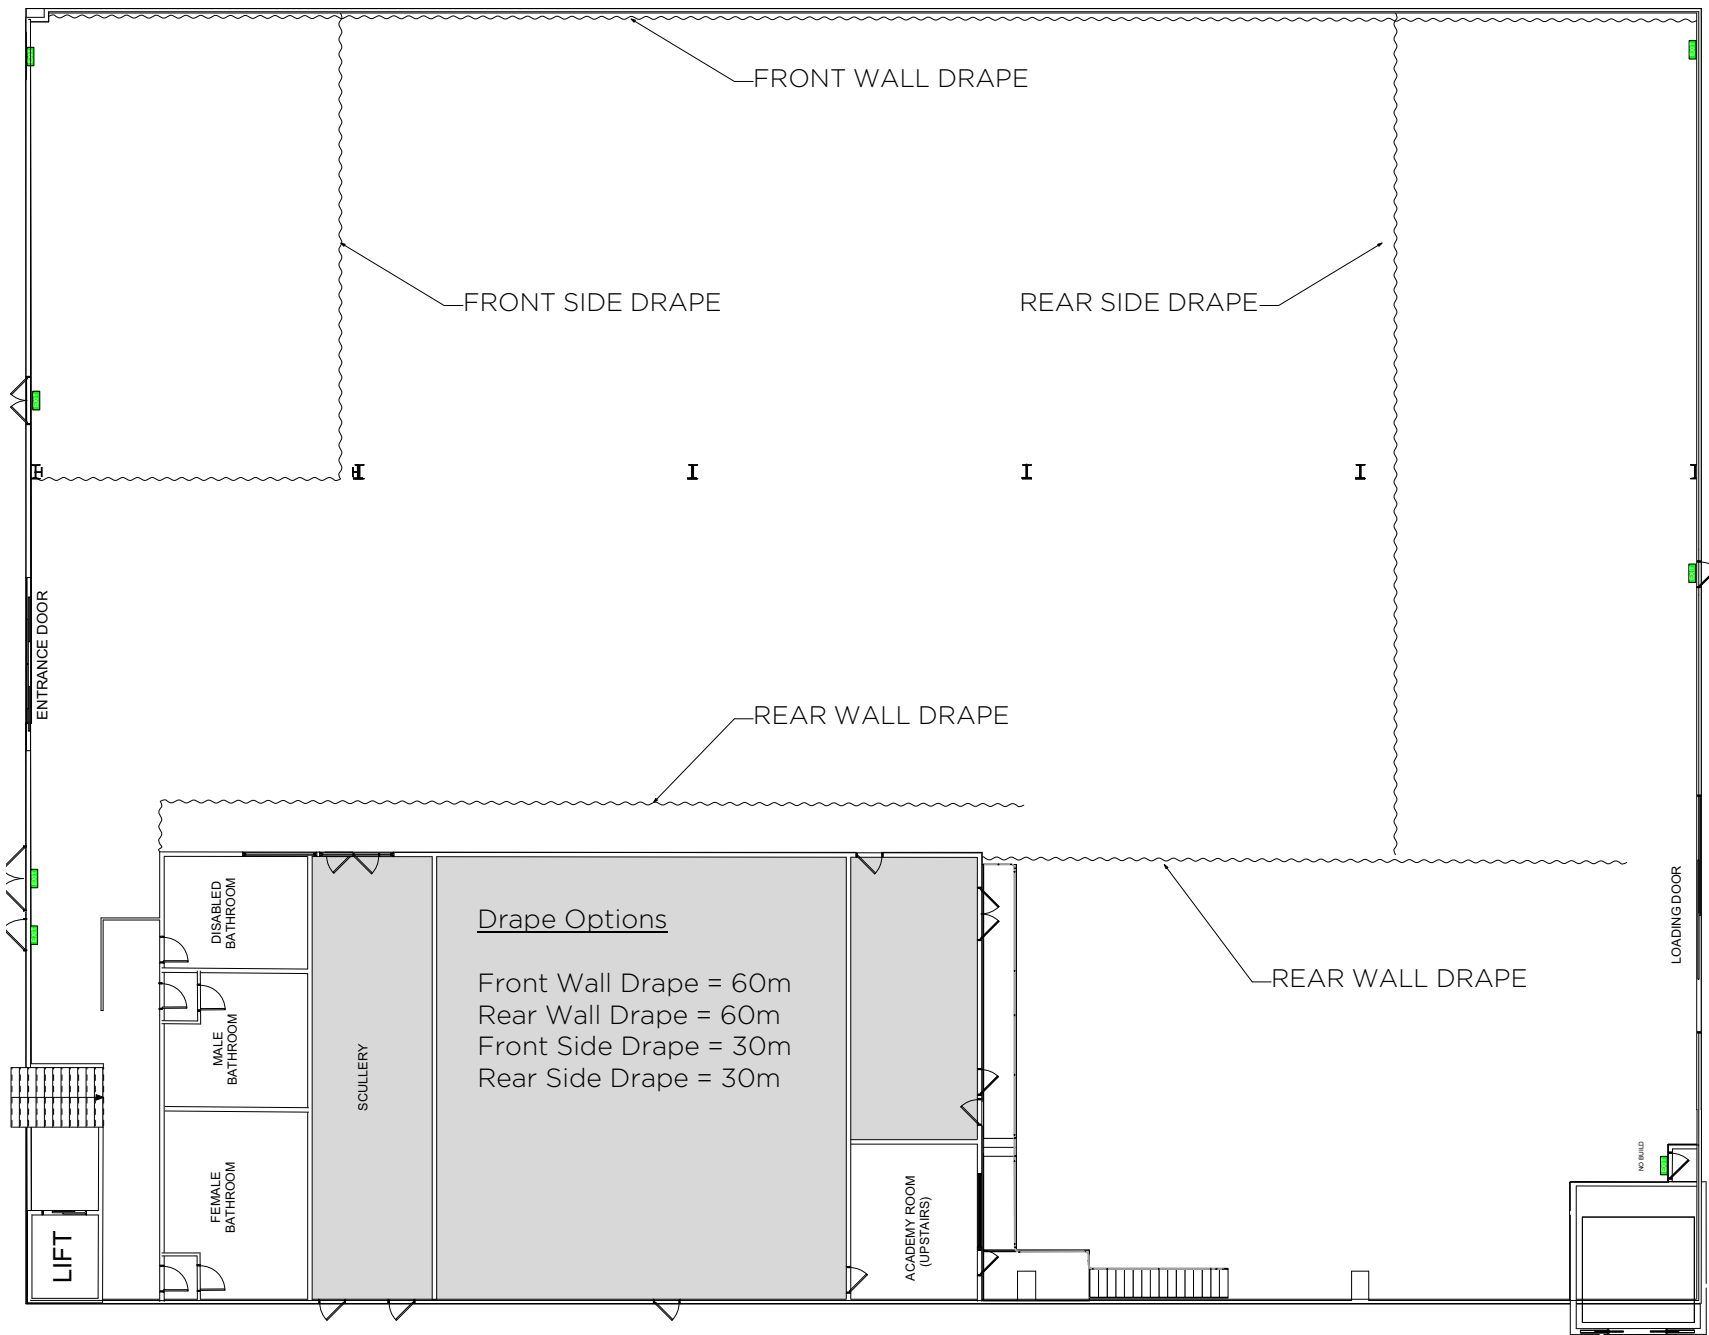 FRONT WALL DRAPE
FRONT SIDE DRAPE
REAR SIDE DRAPE
ENTRANCE DOOR
REAR WALL DRAPE
DISABLED
BATHROOM
Drape Options
Front Wall Drape = 60m
Rear Wall Drape = 60m
Front Side Drape = 30m
Rear Side Drape = 30m
LOADING DOOR
REAR WALL DRAPE
MALE
BATHROOM
SCULLERY
FEMALE
BATHROOM
ACADEMY ROOM
(UPSTAIRS)
NO BUILD
LIFT